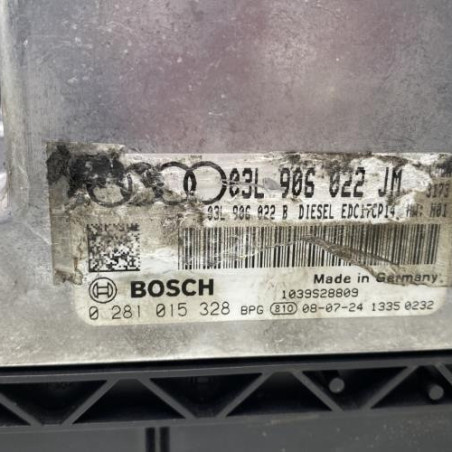 03L 906 022 JM
03L 906 022 B DIESEL EDC17CP14 H01
Made in Germany
BOSCH 1039S28809
0 281 015 328 BPG 810 08-07-24 1335 0232